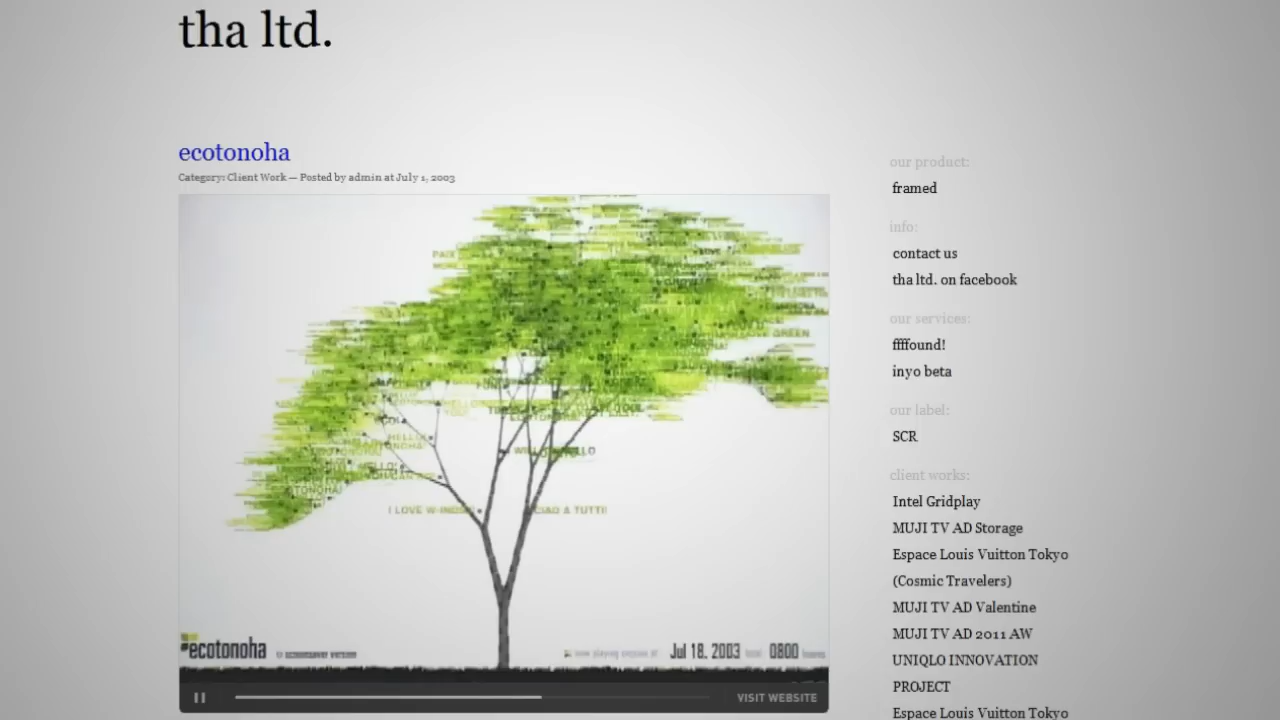 tha ltd.
ecotonoha
Category: Client Work — Posted by admin at July 1, 2003
I LOVE
CIAO A TUTTI
ecotonoha
Jul 18, 2003
0800
VISIT WEBSITE
our product:
framed
info:
contact us
tha ltd. on facebook
our services:
ffffound!
inyo beta
our label:
SCR
client works:
Intel Gridplay
MUJI TV AD Storage
Espace Louis Vuitton Tokyo
(Cosmic Travelers)
MUJI TV AD Valentine
MUJI TV AD 2011 AW
UNIQLO INNOVATION
PROJECT
Espace Louis Vuitton Tokyo